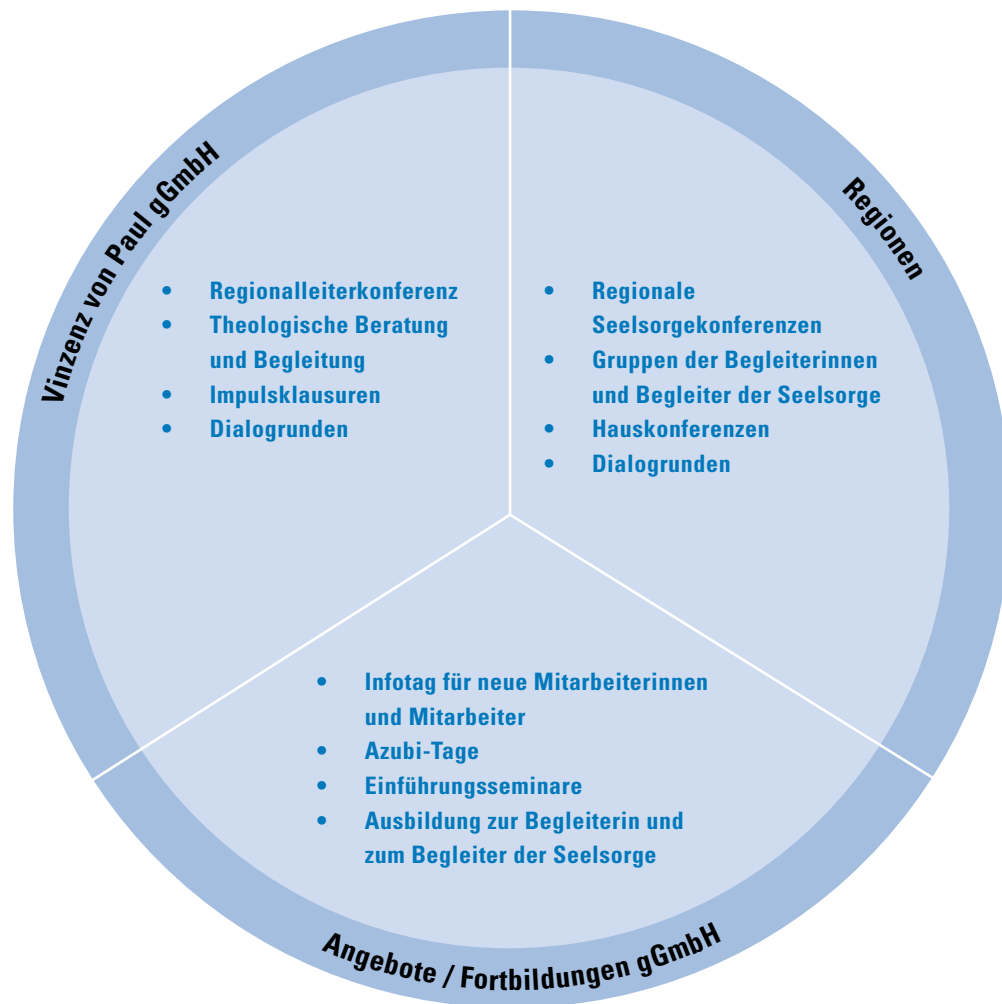 Vinzenz von Paul gGmbH
• Regionalleiterkonferenz
• Theologische Beratung
und Begleitung
• Impulsklausuren
• Dialogrunden
Regionen
• Regionale
Seelsorgekonferenzen
• Gruppen der Begleiterinnen
und Begleiter der Seelsorge
• Hauskonferenzen
• Dialogrunden
• Infotag für neue Mitarbeiterinnen
und Mitarbeiter
• Azubi-Tage
• Einführungsseminare
• Ausbildung zur Begleiterin und
zum Begleiter der Seelsorge
Angebote / Fortbildungen gGmbH